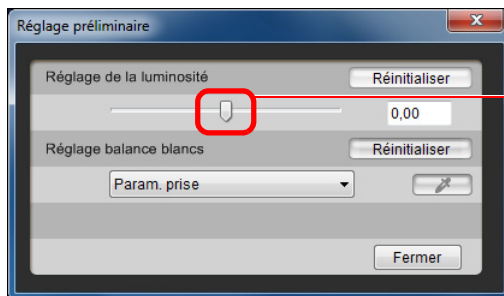 Réglage préliminaire
Réglage de la luminosité Réinitialiser
0,00
Réglage balance blancs Réinitialiser
Param. prise
Fermer